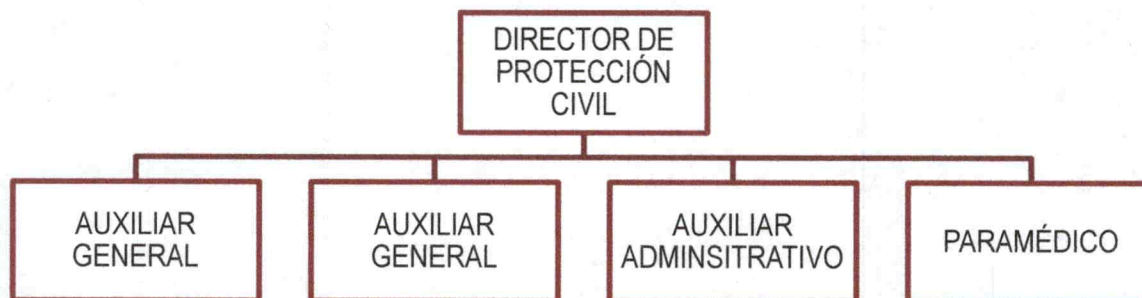 DIRECTOR DE
PROTECCIÓN
CIVIL
AUXILIAR
GENERAL
AUXILIAR
GENERAL
AUXILIAR
ADMINSITRATIVO
PARAMÉDICO